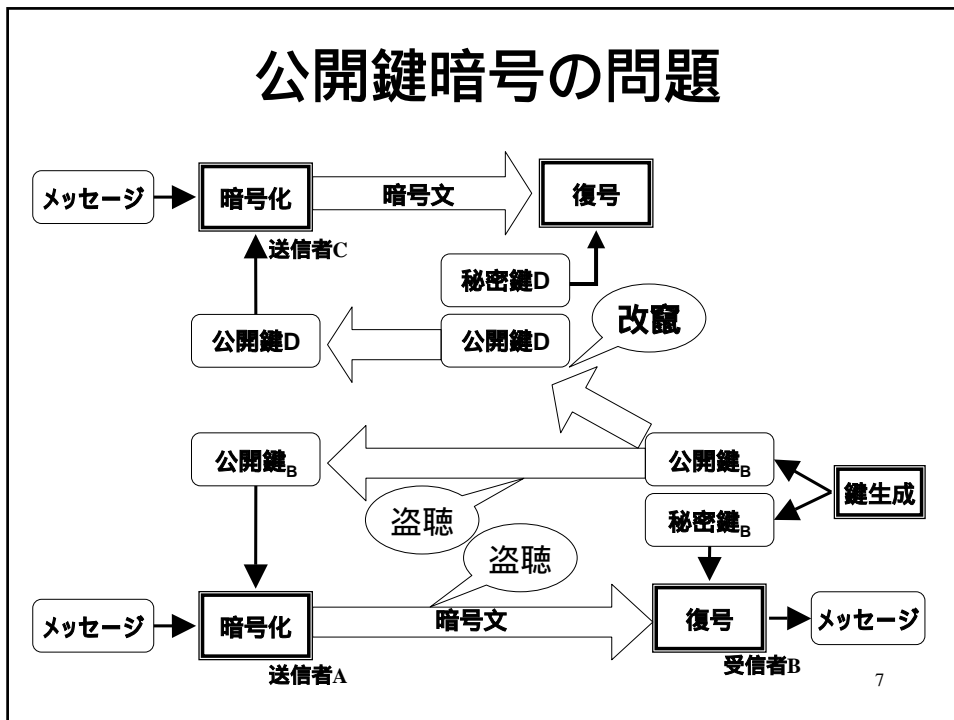 公開鍵暗号の問題
メッセージ
暗号化
暗号文
復号
送信者C
秘密鍵D
公開鍵D
公開鍵D
改竄
公開鍵B
公開鍵B
鍵生成
秘密鍵B
盗聴
盗聴
メッセージ
暗号化
暗号文
復号
メッセージ
送信者A
受信者B
7